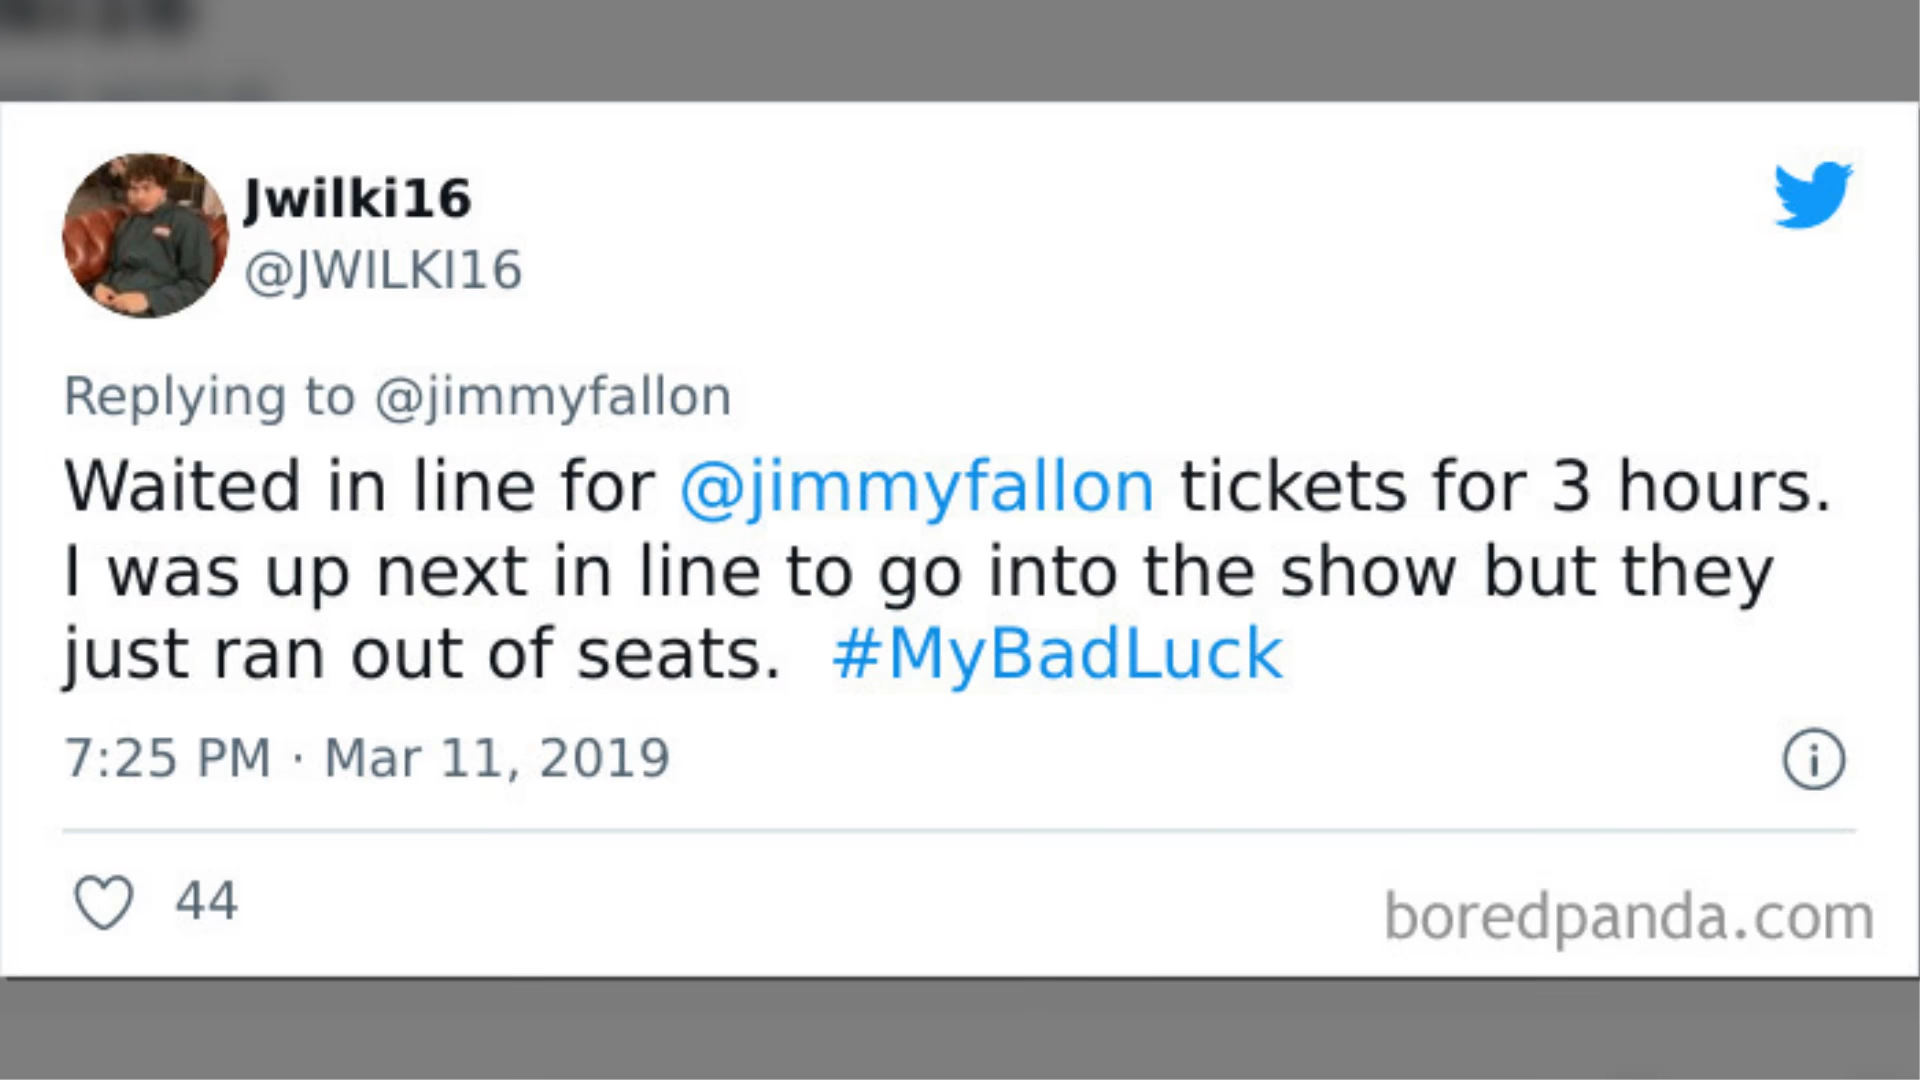 Jwilki16
@JWILKI16
Replying to @jimmyfallon
Waited in line for @jimmyfallon tickets for 3 hours.
I was up next in line to go into the show but they
just ran out of seats.  #MyBadLuck
7:25 PM · Mar 11, 2019
44
boredpanda.com